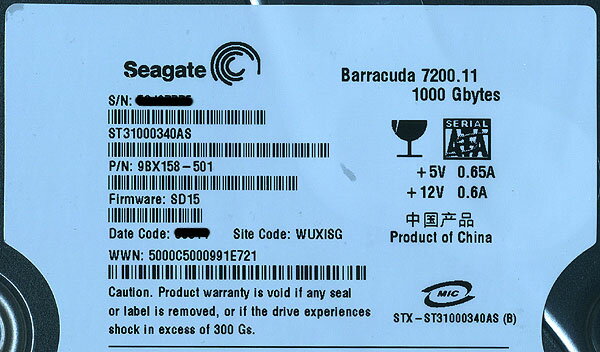 Seagate
Barracuda 7200.11
1000 Gbytes
S/N:
ST31000340AS
P/N: 9BX158-501
Firmware: SD15
Date Code: Site Code: WUXISG
WWN: 5000C5000991E721
SERIAL
ATA
+5V 0.65A
+12V 0.6A
中国产品
Product of China
Caution. Product warranty is void if any seal
or label is removed, or if the drive experiences
shock in excess of 300 Gs.
MIC
STX-ST31000340AS (B)